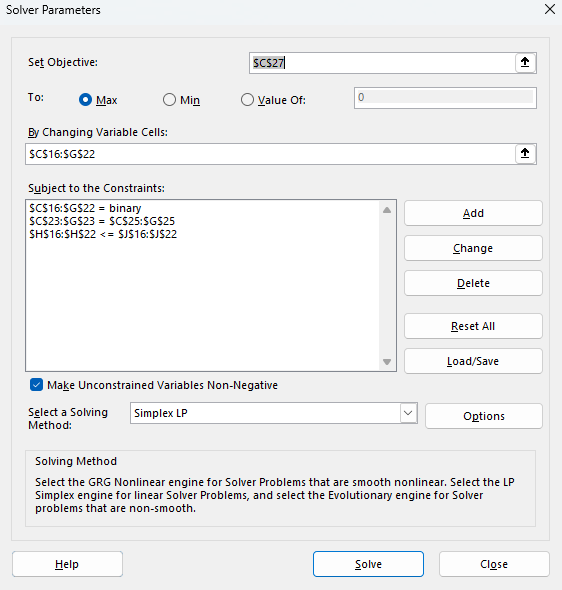 Solver Parameters
Set Objective:
$C$27
To:
Max
Min
Value Of:
0
By Changing Variable Cells:
$C$16:$G$22
Subject to the Constraints:
$C$16:$G$22 = binary
$C$23:$G$23 = $C$25:$G$25
$H$16:$H$22 <= $J$16:$J$22
Add
Change
Delete
Reset All
Load/Save
Make Unconstrained Variables Non-Negative
Select a Solving
Method:
Simplex LP
Options
Solving Method
Select the GRG Nonlinear engine for Solver Problems that are smooth nonlinear. Select the LP
Simplex engine for linear Solver Problems, and select the Evolutionary engine for Solver
problems that are non-smooth.
Help
Solve
Close